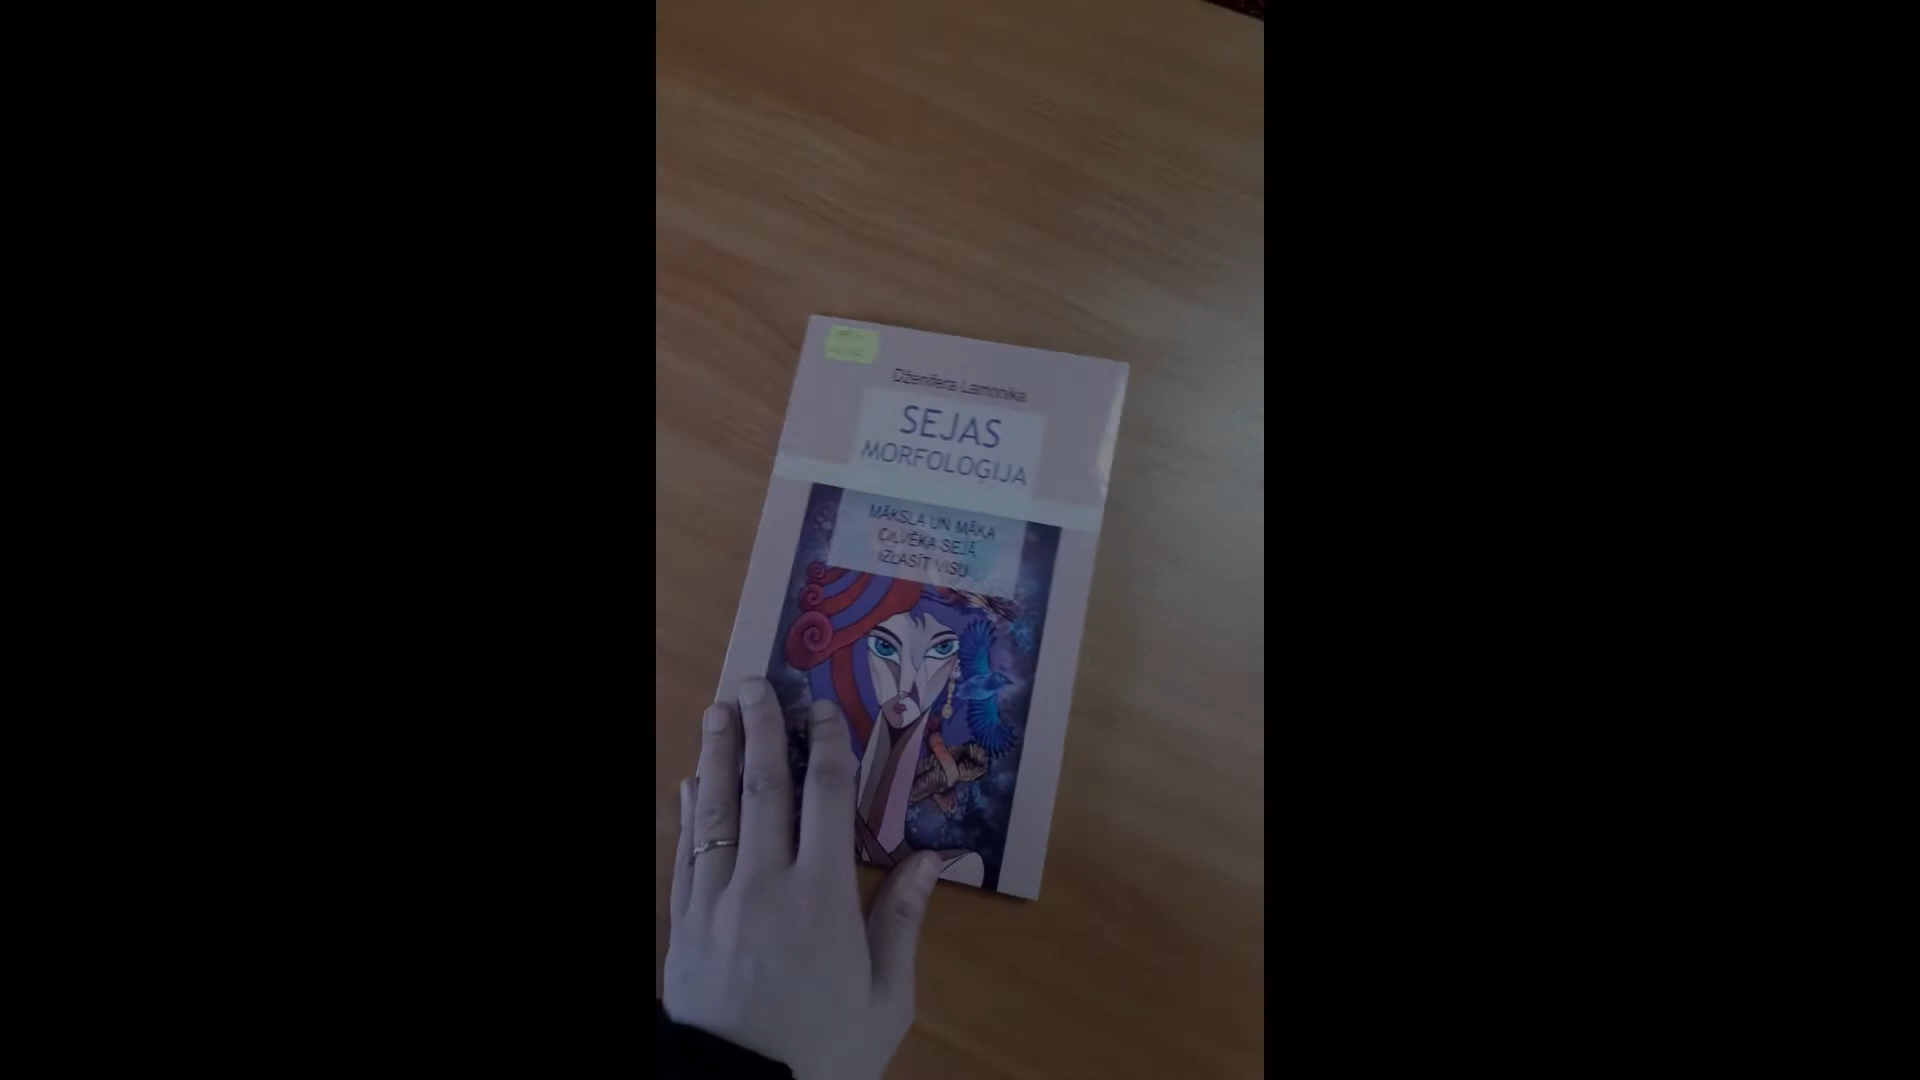 Dženifera Lamonika
SEJAS
MORFOLOĢIJA
MĀKSLA UN MĀKA
CILVĒKA SEJĀ
IZLASĪT VISU